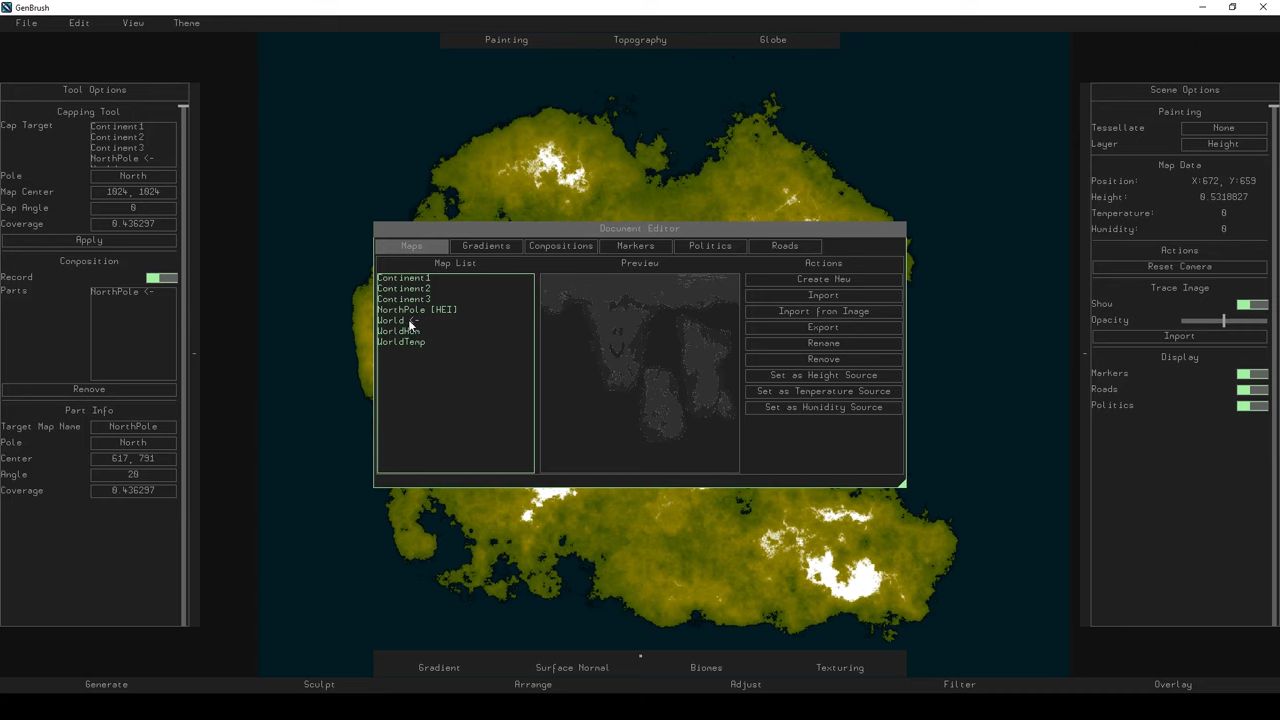 GenBrush
File Edit View Theme
Painting Topography Globe
Tool Options
Capping Tool
Cap Target
Continent1
Continent2
Continent3
NorthPole <-
Pole North
Map Center 1024, 1024
Cap Angle 0
Coverage 0.436297
Apply
Composition
Record
Parts NorthPole <-
Remove
Part Info
Target Map Name NorthPole
Pole North
Center 617, 791
Angle 20
Coverage 0.436297
Document Editor
Maps Gradients Compositions Markers Politics Roads
Map List Preview Actions
Continent1
Continent2
Continent3
NorthPole [HEI]
World <-
WorldHum
WorldTemp
Create New
Import
Import from Image
Export
Rename
Remove
Set as Height Source
Set as Temperature Source
Set as Humidity Source
Scene Options
Painting
Tessellate None
Layer Height
Map Data
Position: X:672, Y:659
Height: 0.5310827
Temperature: 0
Humidity: 0
Actions
Reset Camera
Trace Image
Show
Opacity
Import
Display
Markers
Roads
Politics
Gradient Surface Normal Biomes Texturing
Generate Sculpt Arrange Adjust Filter Overlay